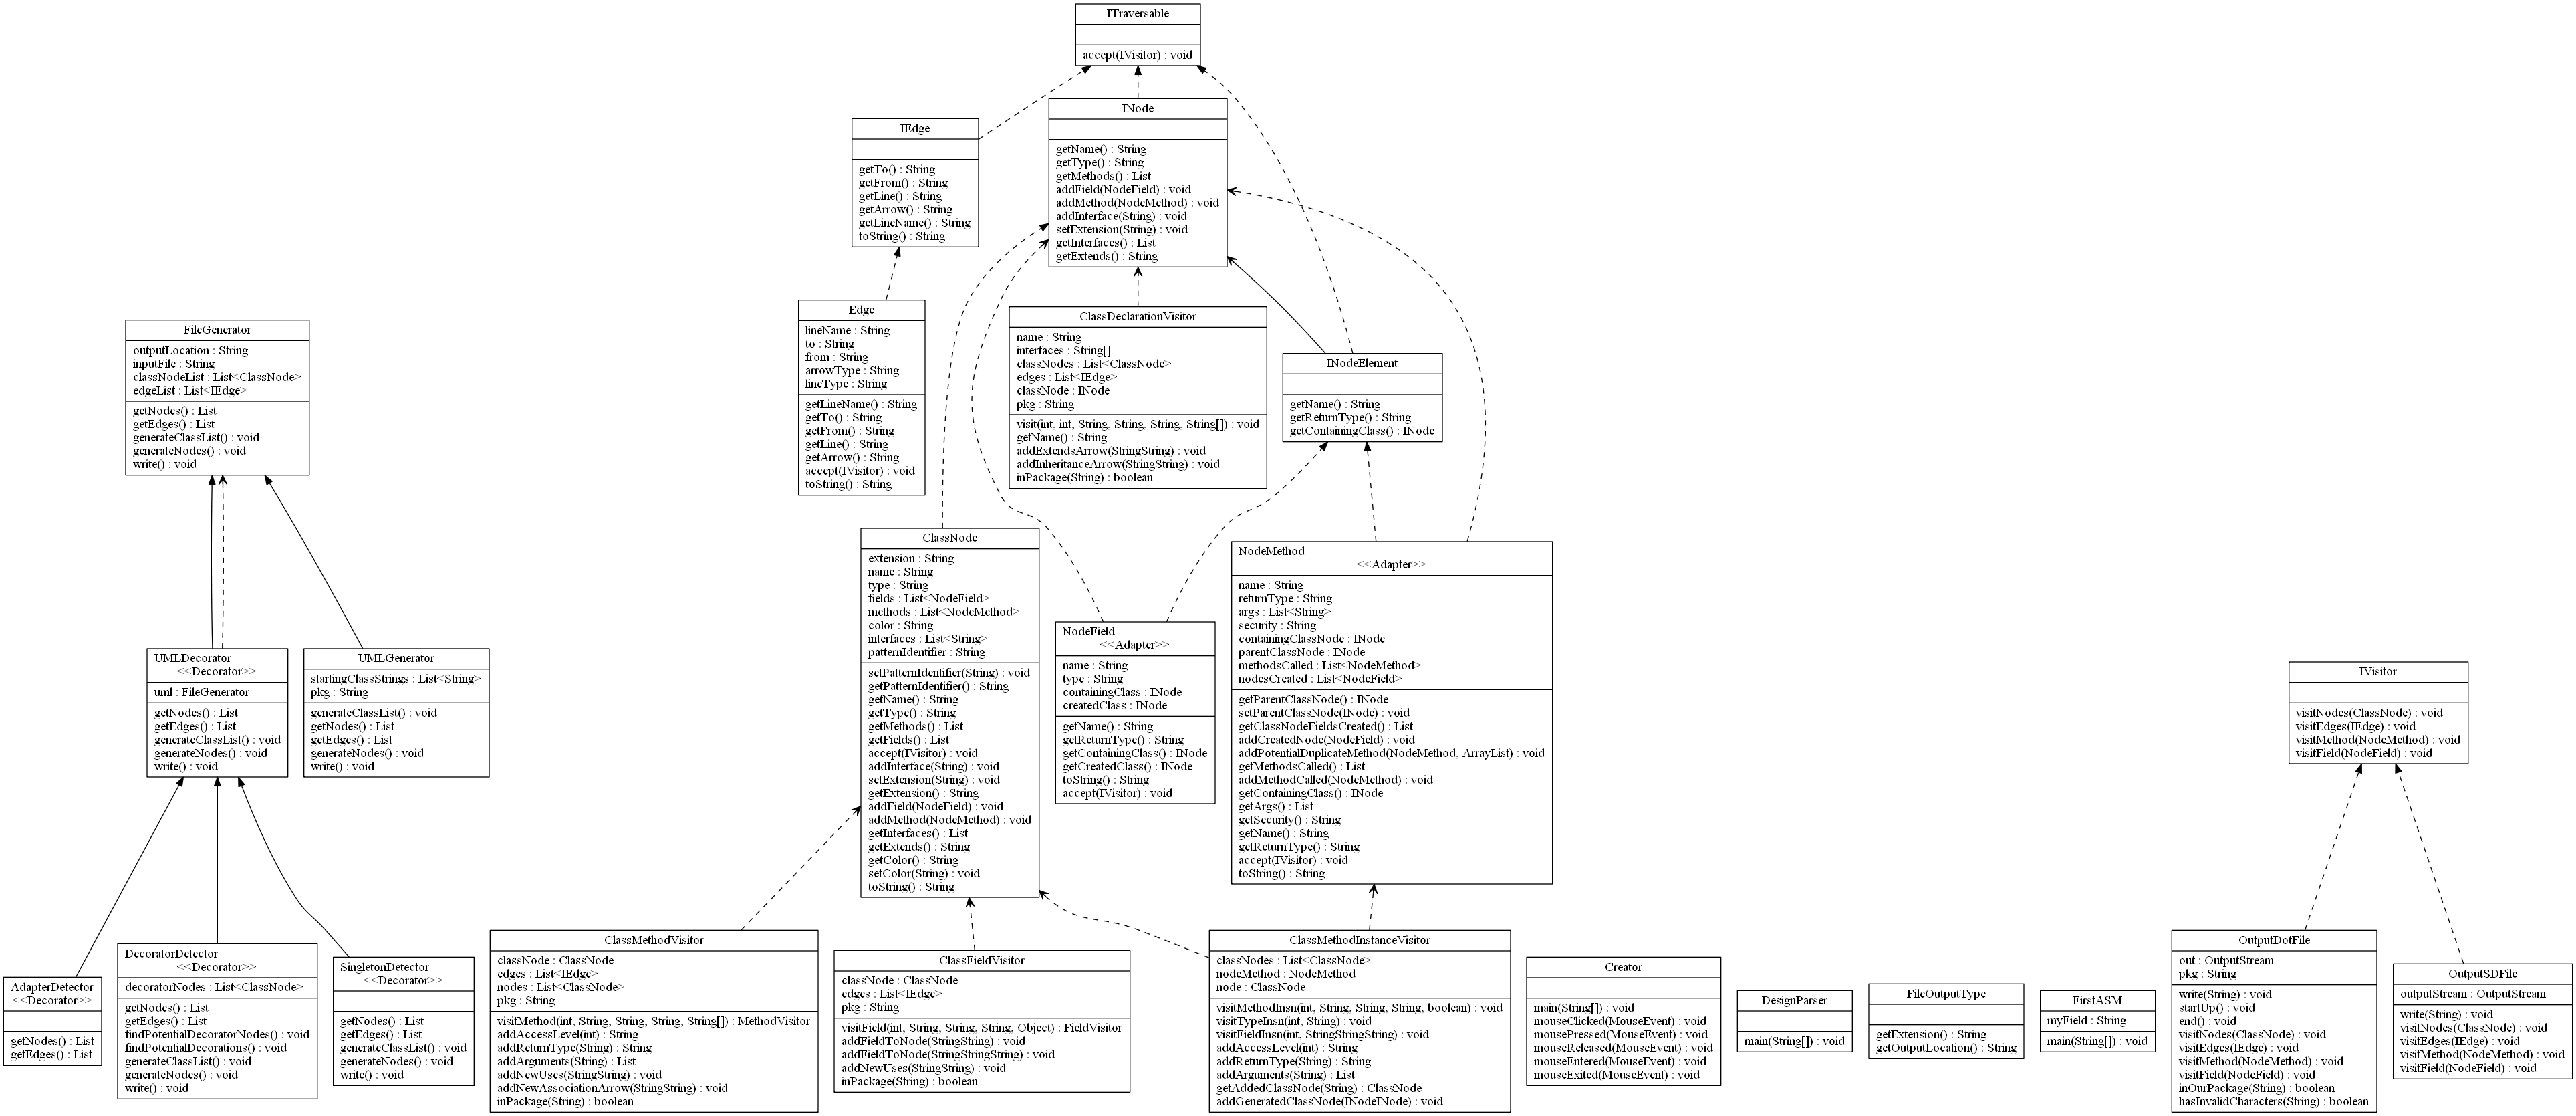 ITraversable
accept(IVisitor) : void
INode
getName() : String
getType() : String
getMethods() : List
addField(NodeField) : void
addMethod(NodeMethod) : void
addInterface(String) : void
setExtension(String) : void
getInterfaces() : List
getExtends() : String
IEdge
getTo() : String
getFrom() : String
getLine() : String
getArrow() : String
getLineName() : String
toString() : String
Edge
lineName : String
to : String
from : String
arrowType : String
lineType : String
getLineName() : String
getTo() : String
getFrom() : String
getLine() : String
getArrow() : String
accept(IVisitor) : void
toString() : String
ClassDeclarationVisitor
name : String
interfaces : String[]
classNodes : List<ClassNode>
edges : List<IEdge>
classNode : INode
pkg : String
visit(int, int, String, String, String, String[]) : void
getName() : String
addExtendsArrow(StringString) : void
addInheritanceArrow(StringString) : void
inPackage(String) : boolean
INodeElement
getName() : String
getReturnType() : String
getContainingClass() : INode
FileGenerator
outputLocation : String
inputFile : String
classNodeList : List<ClassNode>
edgeList : List<IEdge>
getNodes() : List
getEdges() : List
generateClassList() : void
generateNodes() : void
write() : void
ClassNode
extension : String
name : String
type : String
fields : List<NodeField>
methods : List<NodeMethod>
color : String
interfaces : List<String>
patternIdentifier : String
setPatternIdentifier(String) : void
getPatternIdentifier() : String
getName() : String
getType() : String
getMethods() : List
getFields() : List
accept(IVisitor) : void
addInterface(String) : void
setExtension(String) : void
getExtension() : String
addField(NodeField) : void
addMethod(NodeMethod) : void
getInterfaces() : List
getExtends() : String
getColor() : String
setColor(String) : void
toString() : String
NodeField
<<Adapter>>
name : String
type : String
containingClass : INode
createdClass : INode
getName() : String
getReturnType() : String
getContainingClass() : INode
getCreatedClass() : INode
toString() : String
accept(IVisitor) : void
NodeMethod
<<Adapter>>
name : String
returnType : String
args : List<String>
security : String
containingClassNode : INode
parentClassNode : INode
methodsCalled : List<NodeMethod>
nodesCreated : List<NodeField>
getParentClassNode() : INode
setParentClassNode(INode) : void
getClassNodeFieldsCreated() : List
addCreatedNode(NodeField) : void
addPotentialDuplicateMethod(NodeMethod, ArrayList) : void
getMethodsCalled() : List
addMethodCalled(NodeMethod) : void
getContainingClass() : INode
getArgs() : List
getSecurity() : String
getName() : String
getReturnType() : String
accept(IVisitor) : void
toString() : String
UMLDecorator
<<Decorator>>
uml : FileGenerator
getNodes() : List
getEdges() : List
generateClassList() : void
generateNodes() : void
write() : void
UMLGenerator
startingClassStrings : List<String>
pkg : String
generateClassList() : void
getNodes() : List
getEdges() : List
generateNodes() : void
write() : void
IVisitor
visitNodes(ClassNode) : void
visitEdges(IEdge) : void
visitMethod(NodeMethod) : void
visitField(NodeField) : void
AdapterDetector
<<Decorator>>
getNodes() : List
getEdges() : List
DecoratorDetector
<<Decorator>>
decoratorNodes : List<ClassNode>
getNodes() : List
getEdges() : List
findPotentialDecoratorNodes() : void
findPotentialDecorations() : void
generateClassList() : void
generateNodes() : void
write() : void
SingletonDetector
<<Decorator>>
getNodes() : List
getEdges() : List
generateClassList() : void
generateNodes() : void
write() : void
ClassMethodVisitor
classNode : ClassNode
edges : List<IEdge>
nodes : List<ClassNode>
pkg : String
visitMethod(int, String, String, String, String[]) : MethodVisitor
addAccessLevel(int) : String
addReturnType(String) : String
addArguments(String) : List
addNewUses(StringString) : void
addNewAssociationArrow(StringString) : void
inPackage(String) : boolean
ClassFieldVisitor
classNode : ClassNode
edges : List<IEdge>
pkg : String
visitField(int, String, String, String, Object) : FieldVisitor
addFieldToNode(StringString) : void
addFieldToNode(StringStringString) : void
addNewUses(StringString) : void
inPackage(String) : boolean
ClassMethodInstanceVisitor
classNodes : List<ClassNode>
nodeMethod : NodeMethod
node : ClassNode
visitMethodInsn(int, String, String, String, boolean) : void
visitTypeInsn(int, String) : void
visitFieldInsn(int, StringStringString) : void
addAccessLevel(int) : String
addReturnType(String) : String
addArguments(String) : List
getAddedClassNode(String) : ClassNode
addGeneratedClassNode(INodeINode) : void
Creator
main(String[]) : void
mouseClicked(MouseEvent) : void
mousePressed(MouseEvent) : void
mouseReleased(MouseEvent) : void
mouseEntered(MouseEvent) : void
mouseExited(MouseEvent) : void
DesignParser
main(String[]) : void
FileOutputType
getExtension() : String
getOutputLocation() : String
FirstASM
myField : String
main(String[]) : void
OutputDotFile
out : OutputStream
pkg : String
write(String) : void
startUp() : void
end() : void
visitNodes(ClassNode) : void
visitEdges(IEdge) : void
visitMethod(NodeMethod) : void
visitField(NodeField) : void
inOurPackage(String) : boolean
hasInvalidCharacters(String) : boolean
OutputSDFile
outputStream : OutputStream
write(String) : void
visitNodes(ClassNode) : void
visitEdges(IEdge) : void
visitMethod(NodeMethod) : void
visitField(NodeField) : void